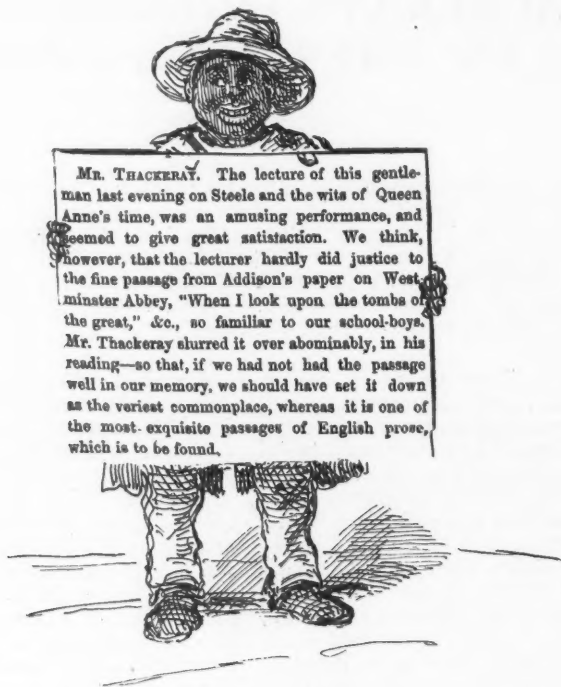 MR. THACKERAY. The lecture of this gentle-
man last evening on Steele and the wits of Queen
Anne's time, was an amusing performance, and
seemed to give great satisfaction. We think,
however, that the lecturer hardly did justice to
the fine passage from Addison's paper on West-
minster Abbey, "When I look upon the tombs of
the great," &c., so familiar to our school-boys.
Mr. Thackeray slurred it over abominably, in his
reading—so that, if we had not had the passage
well in our memory, we should have set it down
as the veriest commonplace, whereas it is one of
the most exquisite passages of English prose,
which is to be found.